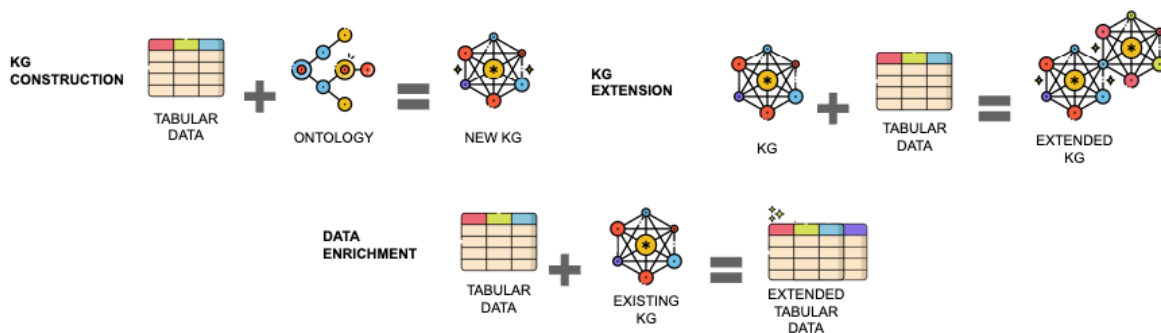 KG
CONSTRUCTION
TABULAR
DATA
ONTOLOGY
NEW KG
KG
EXTENSION
KG
TABULAR
DATA
EXTENDED
KG
DATA
ENRICHMENT
TABULAR
DATA
EXISTING
KG
EXTENDED
TABULAR
DATA